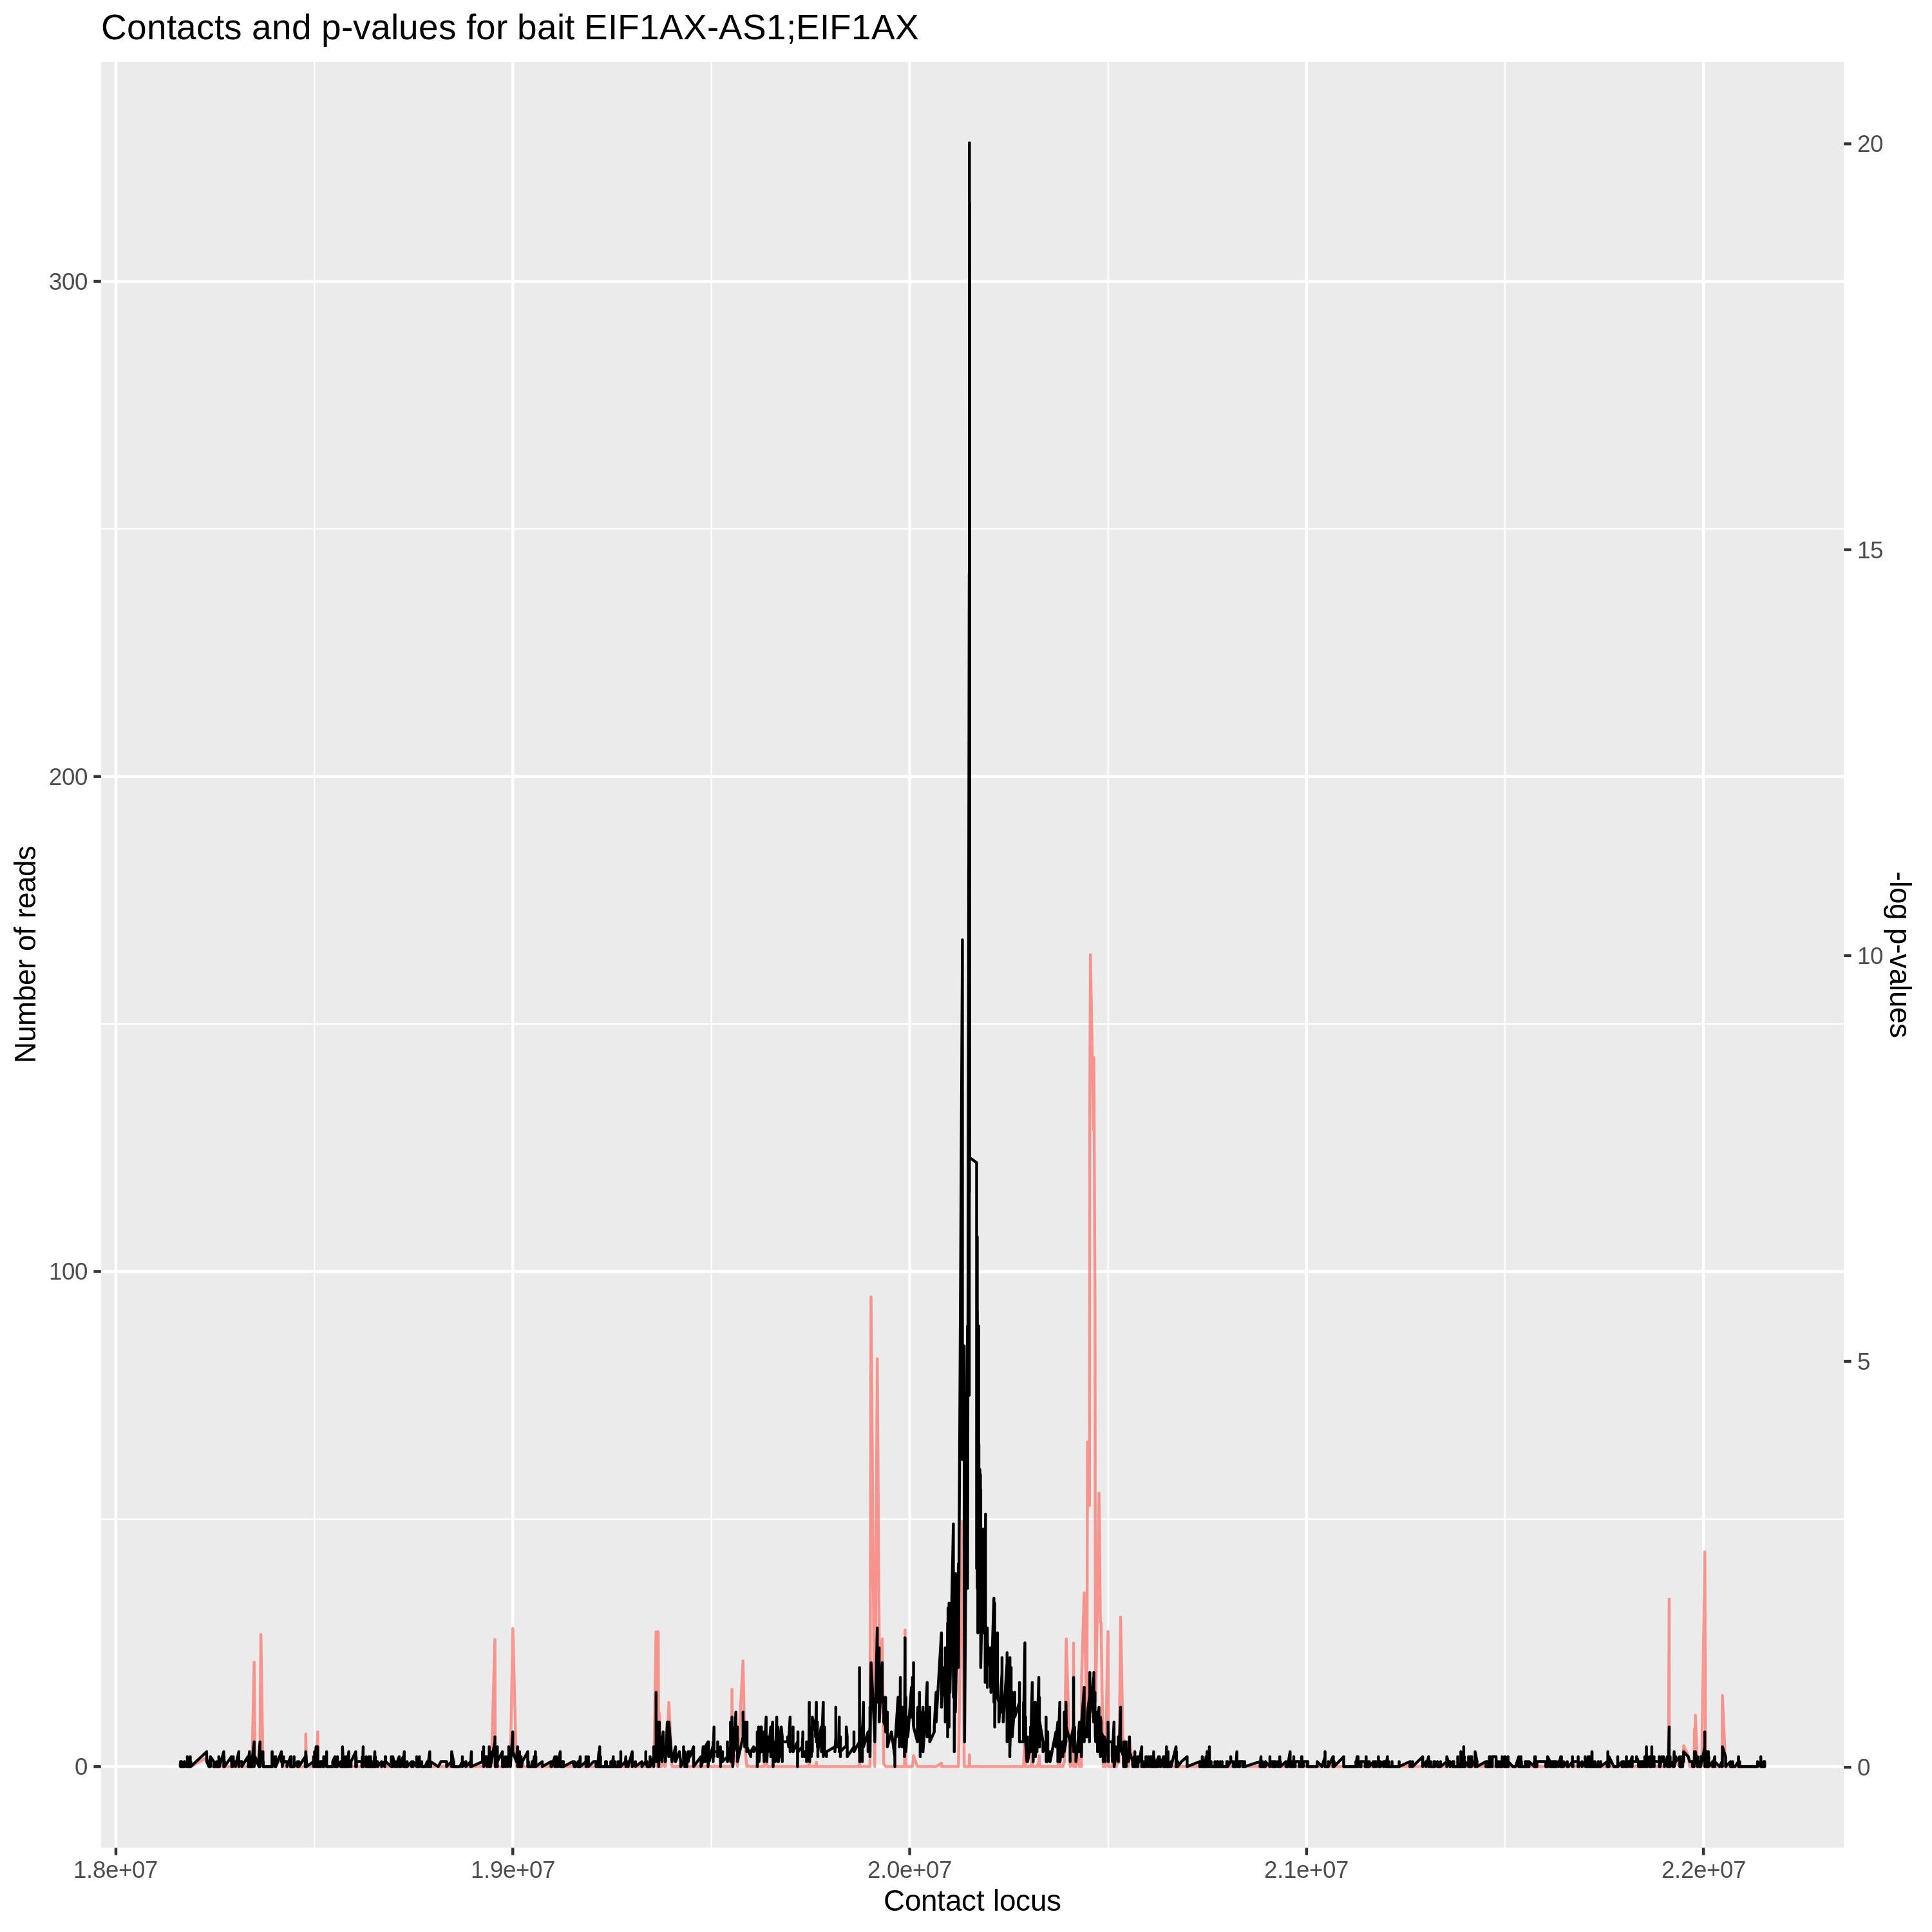 Contacts and p-values for bait EIF1AX-AS1;EIF1AX
300
200
100
0
Number of reads
20
15
10
5
0
-log p-values
1.8e+07
1.9e+07
2.0e+07
2.1e+07
2.2e+07
Contact locus